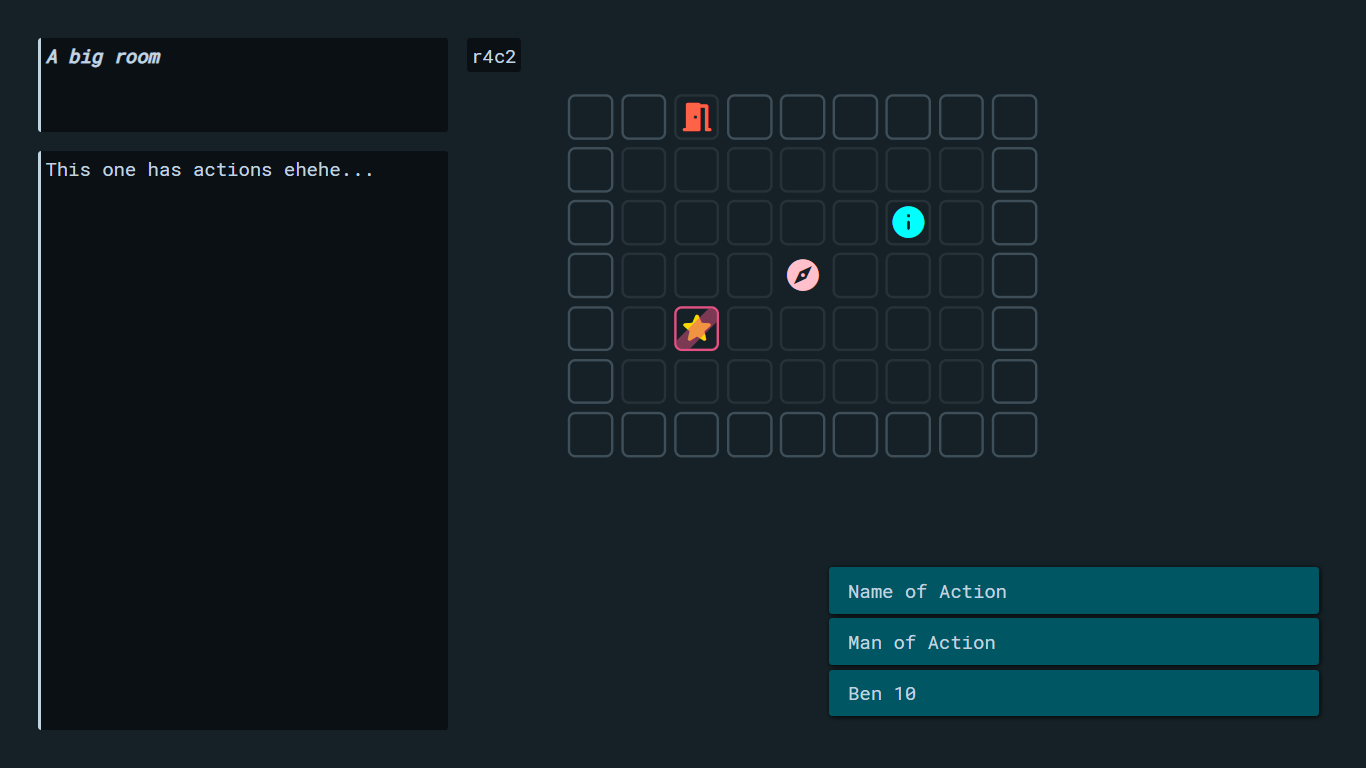 A big room
r4c2
This one has actions ehehe...
Name of Action
Man of Action
Ben 10